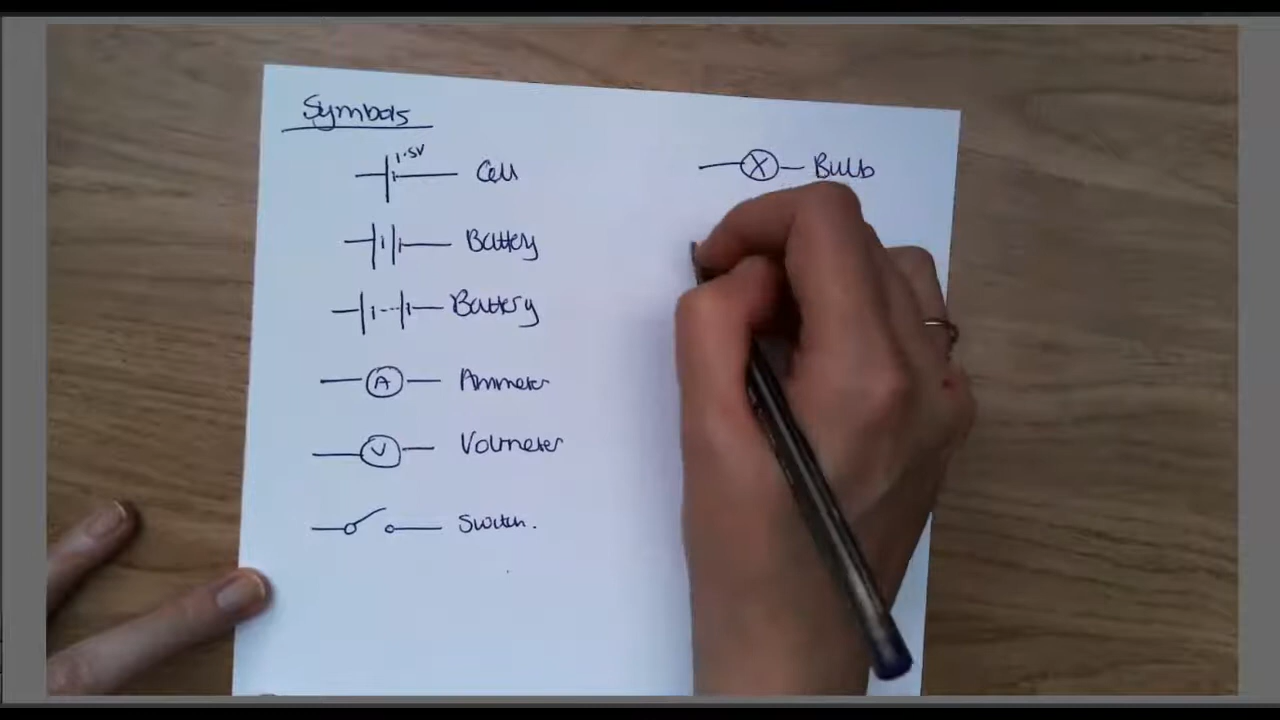 Symbols
1.5V
Cell
Battery
Battery
A Ammeter
V Voltmeter
Switch.
X Bulb